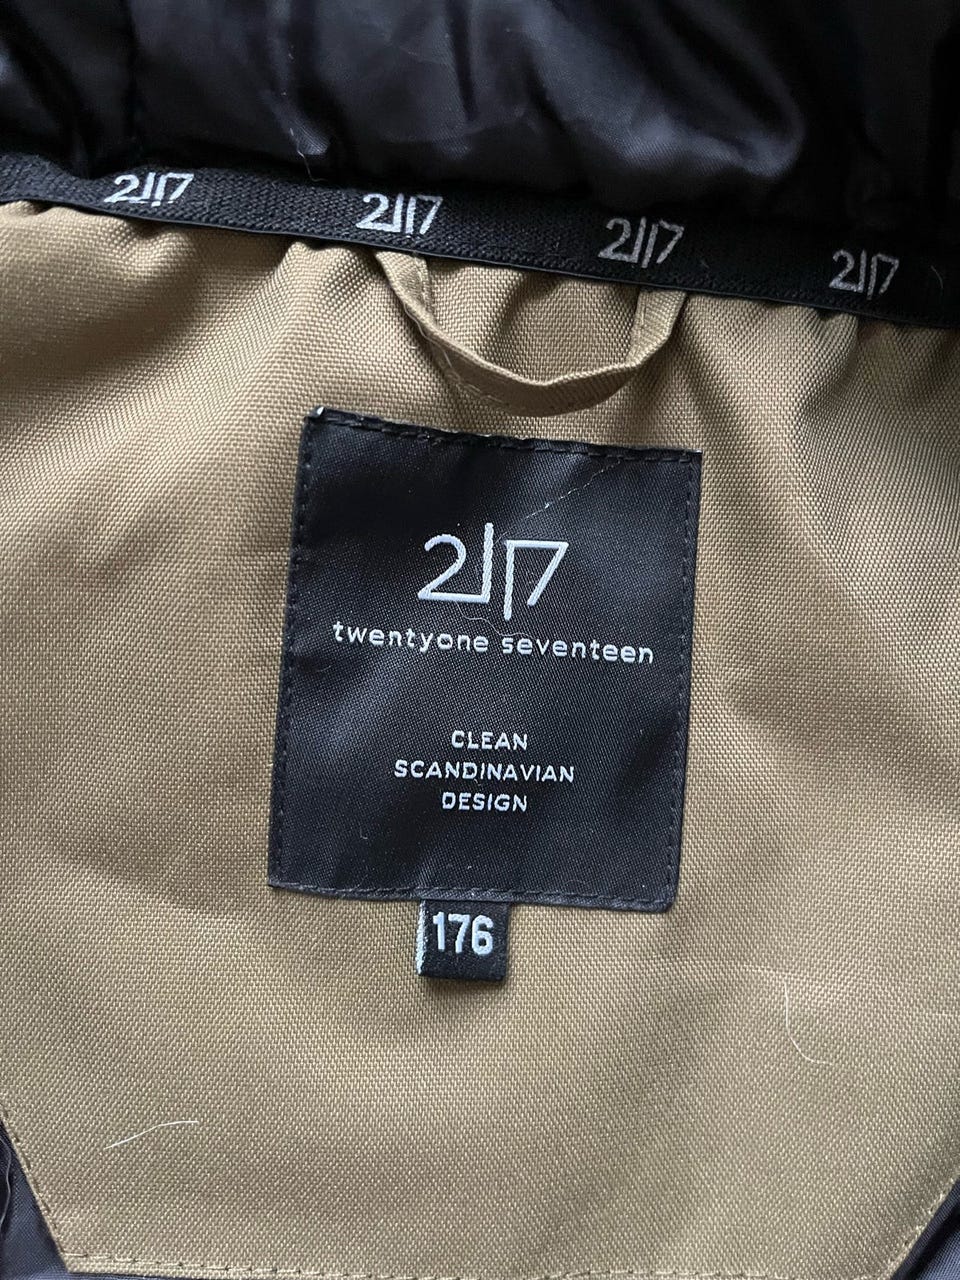 2117 2117 2117 2117
2117
twentyone seventeen
CLEAN
SCANDINAVIAN
DESIGN
176